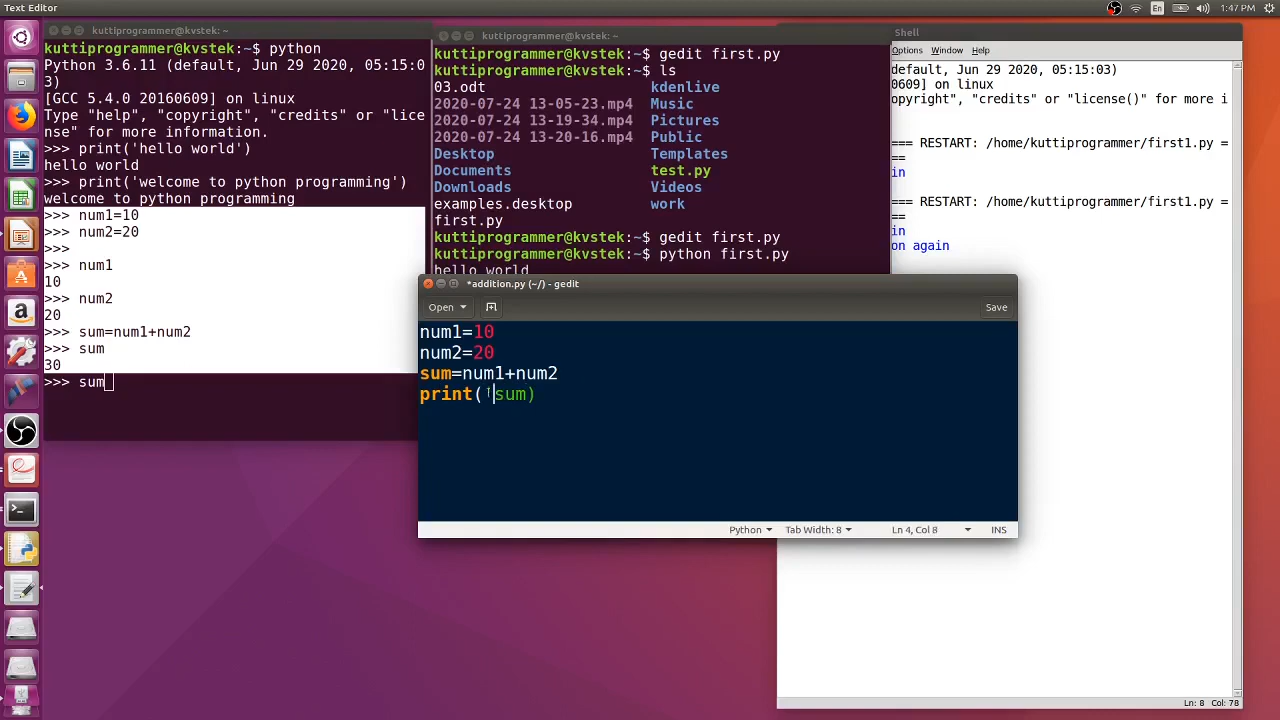 Text Editor
En
1:47 PM
kuttiprogrammer@kvstek: ~
kuttiprogrammer@kvstek:~$ python
Python 3.6.11 (default, Jun 29 2020, 05:15:0
3)
[GCC 5.4.0 20160609] on linux
Type "help", "copyright", "credits" or "lice
nse" for more information.
>>> print('hello world')
hello world
>>> print('welcome to python programming')
welcome to python programming
>>> num1=10
>>> num2=20
>>>
>>> num1
10
>>> num2
20
>>> sum=num1+num2
>>> sum
30
>>> sum
kuttiprogrammer@kvstek: ~
kuttiprogrammer@kvstek:~$ gedit first.py
kuttiprogrammer@kvstek:~$ ls
03.odt kdenlive
2020-07-24 13-05-23.mp4 Music
2020-07-24 13-19-34.mp4 Pictures
2020-07-24 13-20-16.mp4 Public
Desktop Templates
Documents test.py
Downloads Videos
examples.desktop work
first.py
kuttiprogrammer@kvstek:~$ gedit first.py
kuttiprogrammer@kvstek:~$ python first.py
hello world
Shell
Options Window Help
default, Jun 29 2020, 05:15:03)
0609] on linux
opyright", "credits" or "license()" for more i
=== RESTART: /home/kuttiprogrammer/first1.py =
==
in
=== RESTART: /home/kuttiprogrammer/first1.py =
==
in
on again
Ln: 8 Col: 78
*addition.py (~/) - gedit
Open Save
num1=10
num2=20
sum=num1+num2
print('sum)
Python Tab Width: 8 Ln 4, Col 8 INS